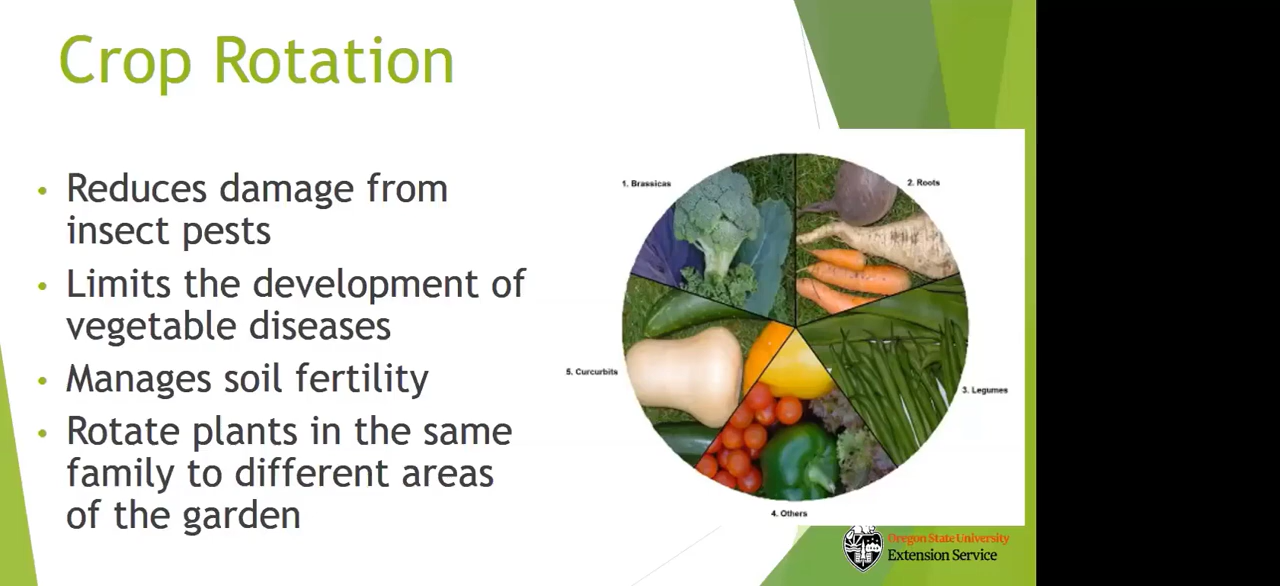 Crop Rotation
• Reduces damage from
insect pests
• Limits the development of
vegetable diseases
• Manages soil fertility
• Rotate plants in the same
family to different areas
of the garden
1. Brassicas
2. Roots
3. Legumes
4. Others
5. Curcurbits
Oregon State University
Extension Service